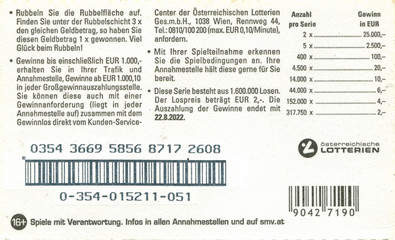 • Rubbeln Sie die Rubbelfläche auf.
Finden Sie unter der Rubbelschicht 3 x
den gleichen Geldbetrag, so haben Sie
diesen Geldbetrag 1 x gewonnen. Viel
Glück beim Rubbeln!
• Gewinne bis einschließlich EUR 1.000,-
erhalten Sie in Ihrer Trafik und
Annahmestelle, Gewinne ab EUR 1.000,10
in jeder Großgewinnauszahlungsstelle.
Sie können diese auch mit einer
Gewinnanforderung (liegt in jeder
Annahmestelle auf) zusammen mit dem
Gewinnlos direkt vom Kunden-Service-
Center der Österreichischen Lotterien
Ges.m.b.H., 1038 Wien, Rennweg 44,
Tel.: 0810/100 200 (max. EUR 0,10/Minute),
anfordern.
• Mit Ihrer Spielteilnahme erkennen
Sie die Spielbedingungen an. Ihre
Annahmestelle hält diese gerne für Sie
bereit.
• Diese Serie besteht aus 1.600.000 Losen.
Der Lospreis beträgt EUR 2,-. Die
Auszahlung der Gewinne endet mit
22.8.2022.
Anzahl pro Serie Gewinn in EUR
2 x 25.000,-
5 x 2.500,-
400 x 100,-
4.500 x 20,-
14.000 x 10,-
44.000 x 6,-
152.000 x 4,-
317.750 x 2,-
0354 3669 5856 8717 2608
0-354-015211-051
österreichische
LOTTERIEN
9042 7190
16+ Spiele mit Verantwortung. Infos in allen Annahmestellen und auf smv.at